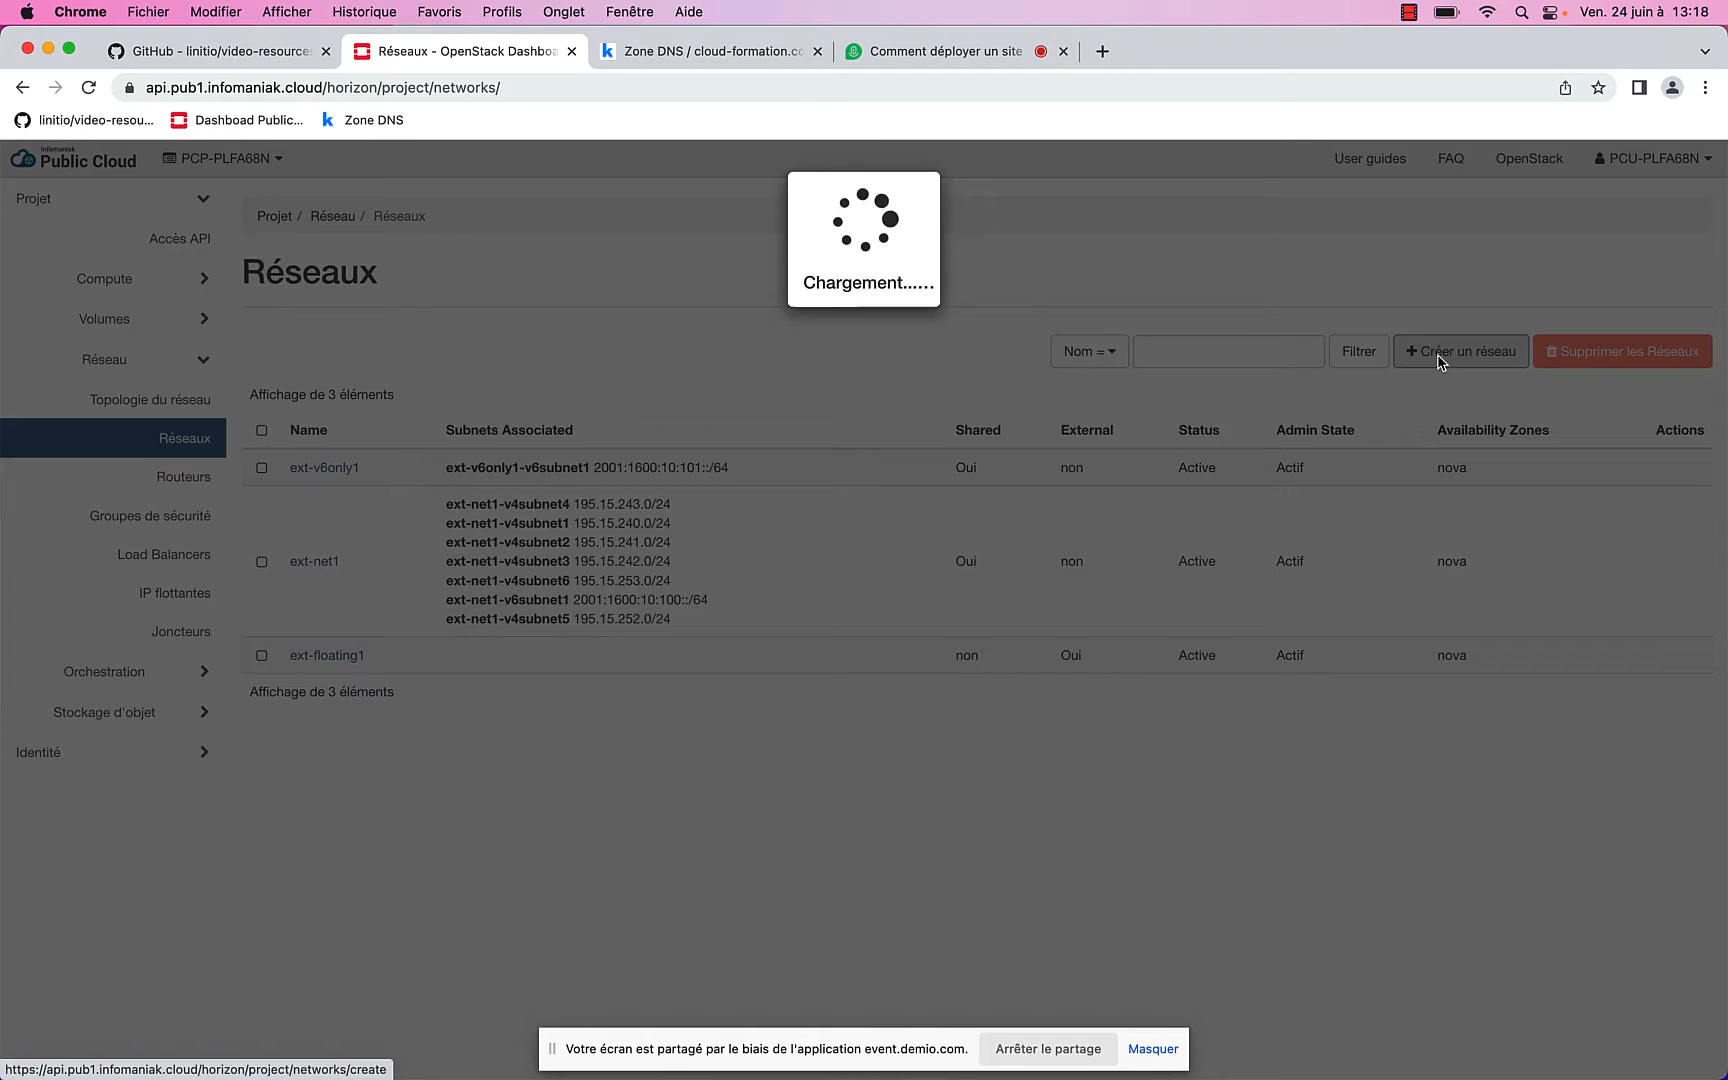 Chrome Fichier Modifier Afficher Historique Favoris Profils Onglet Fenêtre Aide Ven. 24 juin à 13:18
GitHub - linitio/video-resources Réseaux - OpenStack Dashboa Zone DNS / cloud-formation.co Comment déployer un site
api.pub1.infomaniak.cloud/horizon/project/networks/
linitio/video-resou... Dashboad Public... Zone DNS
infomaniak
Public Cloud PCP-PLFA68N User guides FAQ OpenStack PCU-PLFA68N
Projet
Projet / Réseau / Réseaux
Accès API
Réseaux
Compute
Chargement......
Volumes
Nom = Filtrer Créer un réseau Supprimer les Réseaux
Réseau
Affichage de 3 éléments
Topologie du réseau
Name Subnets Associated Shared External Status Admin State Availability Zones Actions
Réseaux
ext-v6only1 ext-v6only1-v6subnet1 2001:1600:10:101::/64 Oui non Active Actif nova
Routeurs
ext-net1-v4subnet4 195.15.243.0/24
Groupes de sécurité
ext-net1-v4subnet1 195.15.240.0/24
ext-net1-v4subnet2 195.15.241.0/24
Load Balancers
ext-net1 ext-net1-v4subnet3 195.15.242.0/24 Oui non Active Actif nova
ext-net1-v4subnet6 195.15.253.0/24
IP flottantes
ext-net1-v6subnet1 2001:1600:10:100::/64
ext-net1-v4subnet5 195.15.252.0/24
Joncteurs
ext-floating1 non Oui Active Actif nova
Orchestration
Affichage de 3 éléments
Stockage d'objet
Identité
Votre écran est partagé par le biais de l'application event.demio.com. Arrêter le partage Masquer
https://api.pub1.infomaniak.cloud/horizon/project/networks/create